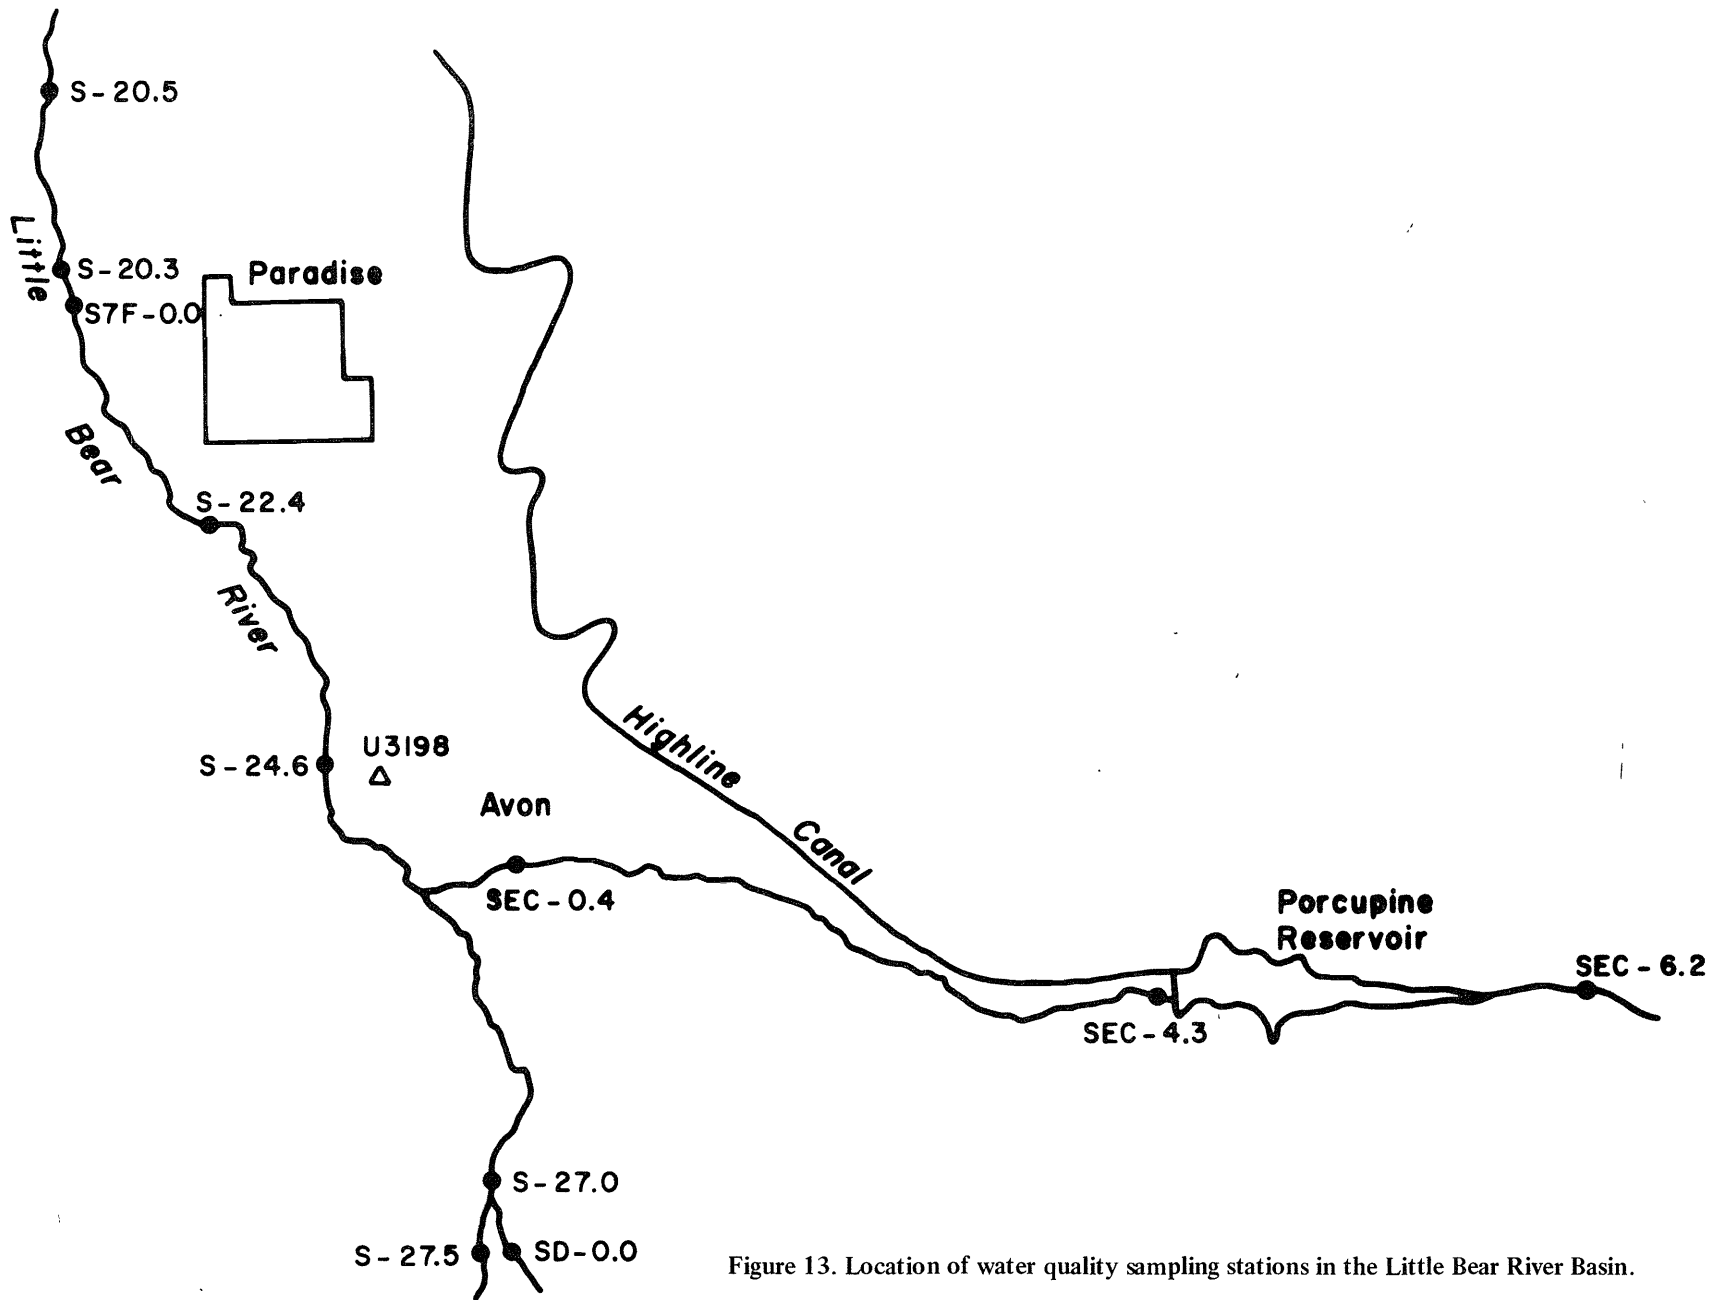 S-20.5
Little
S-20.3
Paradise
S7F-0.0
Bear
S-22.4
River
Highline
U3198
S-24.6
Avon
Canal
SEC-0.4
Porcupine
Reservoir
SEC-6.2
SEC-4.3
S-27.0
S-27.5
SD-0.0
Figure 13. Location of water quality sampling stations in the Little Bear River Basin.